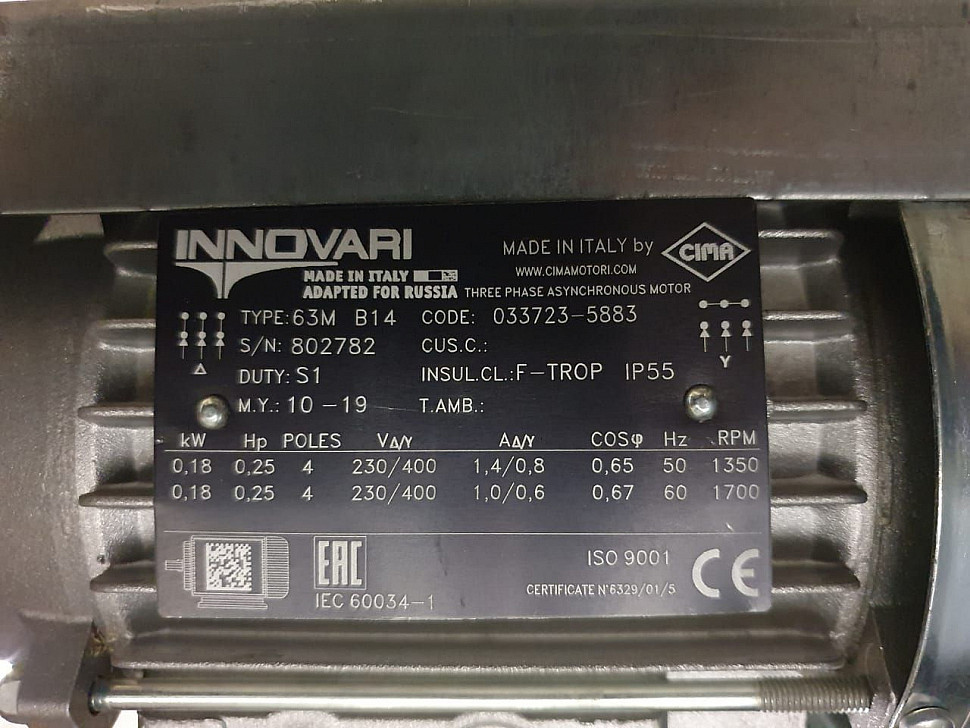 INNOVARI
MADE IN ITALY
ADAPTED FOR RUSSIA
MADE IN ITALY by CIMA
WWW.CIMAMOTORI.COM
THREE PHASE ASYNCHRONOUS MOTOR
TYPE: 63M B14 CODE: 033723-5883
S/N: 802782 CUS.C.:
DUTY: S1 INSUL.CL.: F-TROP IP55
M.Y.: 10 -19 T.AMB.:
Δ Y
kW Hp POLES VΔ/Y AΔ/Y COSφ Hz RPM
0,18 0,25 4 230/400 1,4/0,8 0,65 50 1350
0,18 0,25 4 230/400 1,0/0,6 0,67 60 1700
EAC
IEC 60034-1
ISO 9001
CERTIFICATE N°6329/01/5
CE